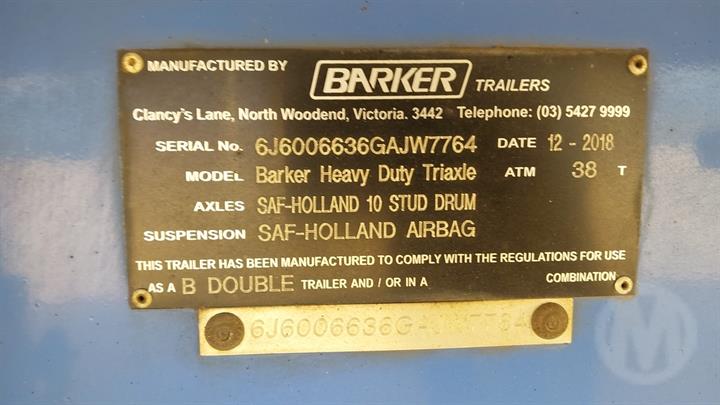 MANUFACTURED BY BARKER TRAILERS
Clancy's Lane, North Woodend, Victoria. 3442 Telephone: (03) 5427 9999
SERIAL No. 6J6006636GAJW7764 DATE 12 - 2018
MODEL Barker Heavy Duty Triaxle ATM 38 T
AXLES SAF-HOLLAND 10 STUD DRUM
SUSPENSION SAF-HOLLAND AIRBAG
THIS TRAILER HAS BEEN MANUFACTURED TO COMPLY WITH THE REGULATIONS FOR USE
AS A B DOUBLE TRAILER AND / OR IN A COMBINATION.
M